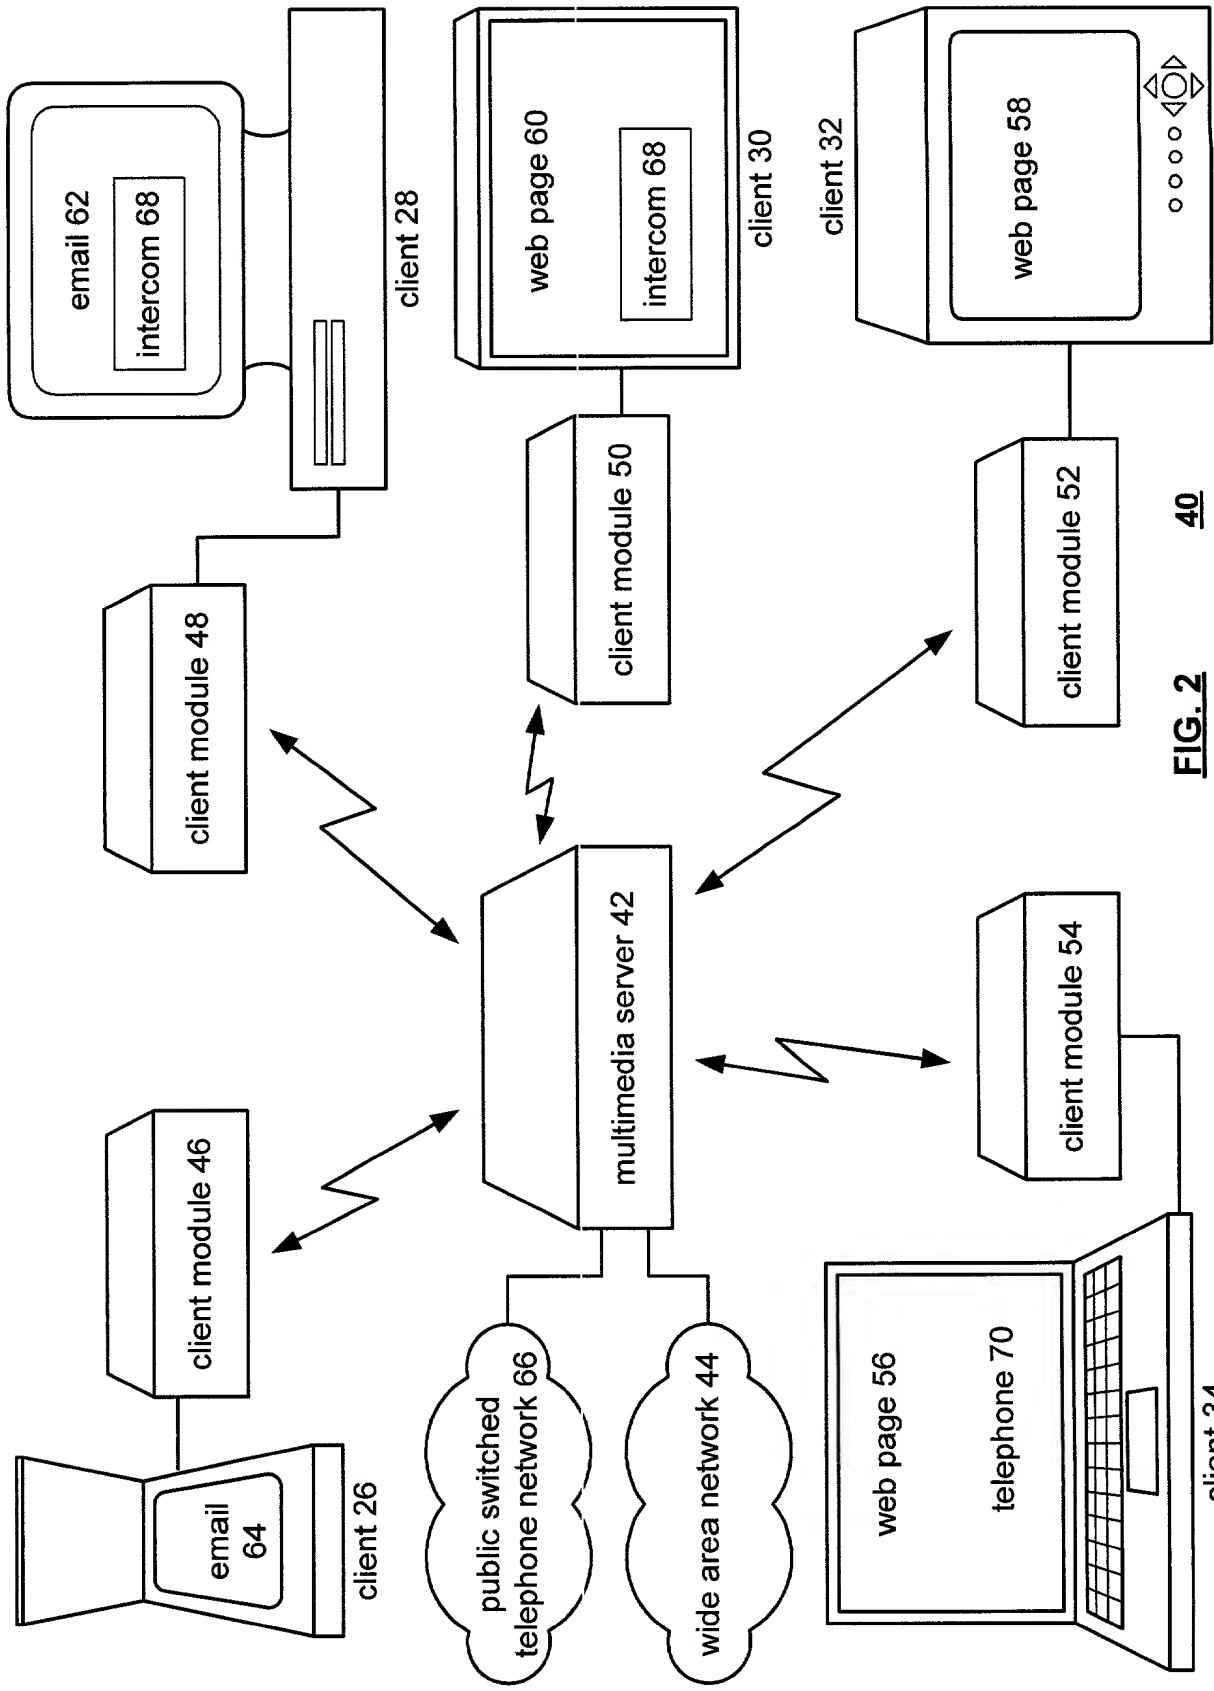 email
64
client 26
client module 46
client module 48
email 62
intercom 68
client 28
public switched
telephone network 66
wide area network 44
multimedia server 42
client module 50
web page 60
intercom 68
client 30
web page 56
telephone 70
client 34
client module 54
client module 52
client 32
web page 58
FIG. 2
40